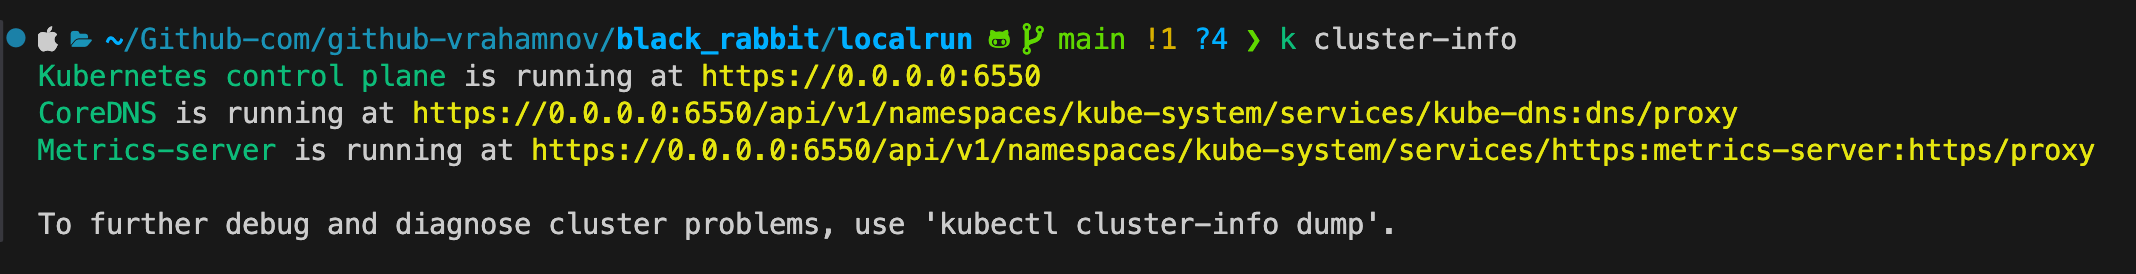 ~/Github-com/github-vrahamnov/black_rabbit/localrun main !1 ?4 ❯ k cluster-info
Kubernetes control plane is running at https://0.0.0.0:6550
CoreDNS is running at https://0.0.0.0:6550/api/v1/namespaces/kube-system/services/kube-dns:dns/proxy
Metrics-server is running at https://0.0.0.0:6550/api/v1/namespaces/kube-system/services/https:metrics-server:https/proxy
To further debug and diagnose cluster problems, use 'kubectl cluster-info dump'.